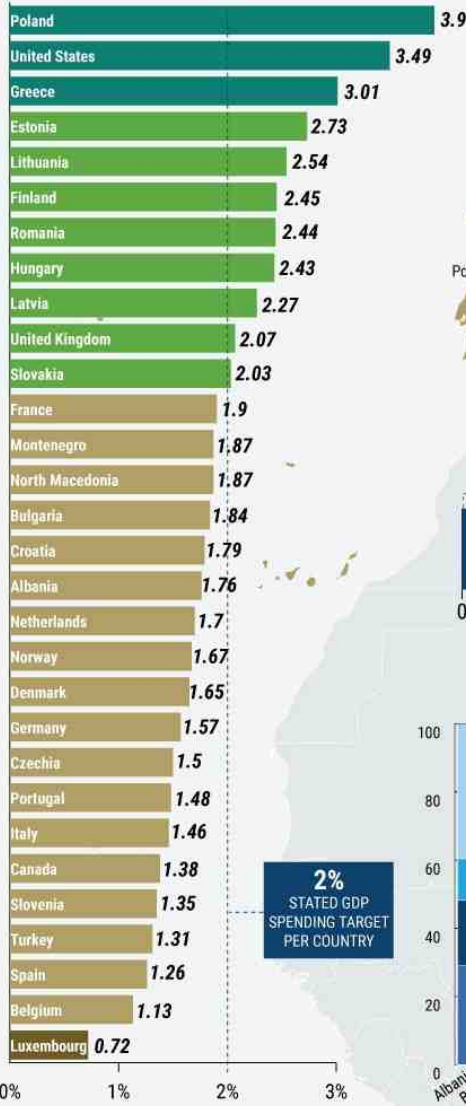 Poland 3.9
United States 3.49
Greece 3.01
Estonia 2.73
Lithuania 2.54
Finland 2.45
Romania 2.44
Hungary 2.43
Latvia 2.27
United Kingdom 2.07
Slovakia 2.03
France 1.9
Montenegro 1.87
North Macedonia 1.87
Bulgaria 1.84
Croatia 1.79
Albania 1.76
Netherlands 1.7
Norway 1.67
Denmark 1.65
Germany 1.57
Czechia 1.5
Portugal 1.48
Italy 1.46
Canada 1.38
Slovenia 1.35
Turkey 1.31
Spain 1.26
Belgium 1.13
Luxembourg 0.72
0% 1% 2% 3%
2%
STATED GDP
SPENDING TARGET
PER COUNTRY
Po
0
100
80
60
40
20
0
Albani